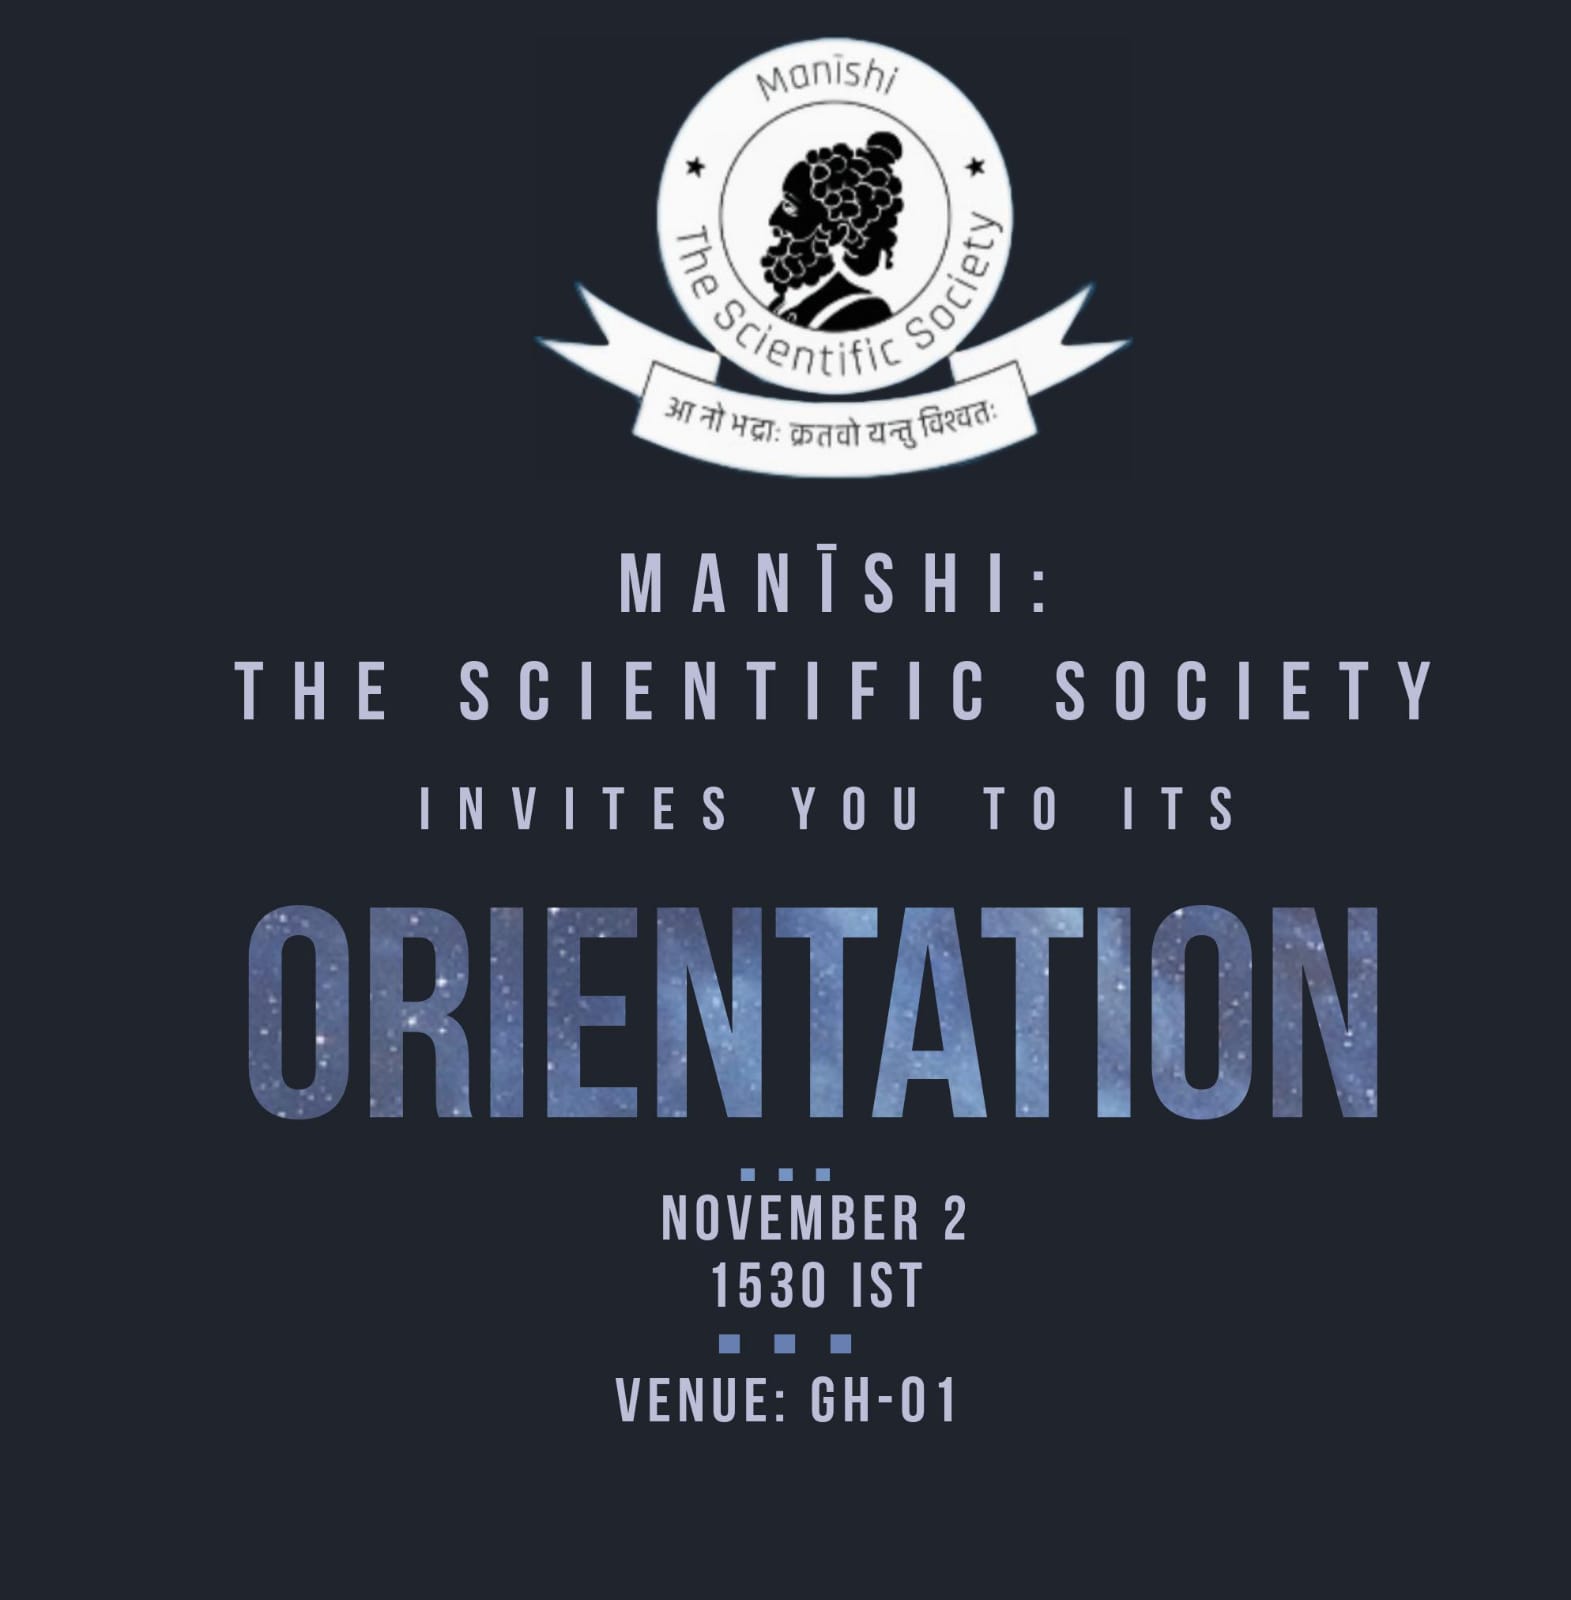 Manīshi
The Scientific Society
आ नो भद्राः क्रतवो यन्तु विश्वतः
MANĪSHI:
THE SCIENTIFIC SOCIETY
INVITES YOU TO ITS
ORIENTATION
NOVEMBER 2
1530 IST
VENUE: GH-01